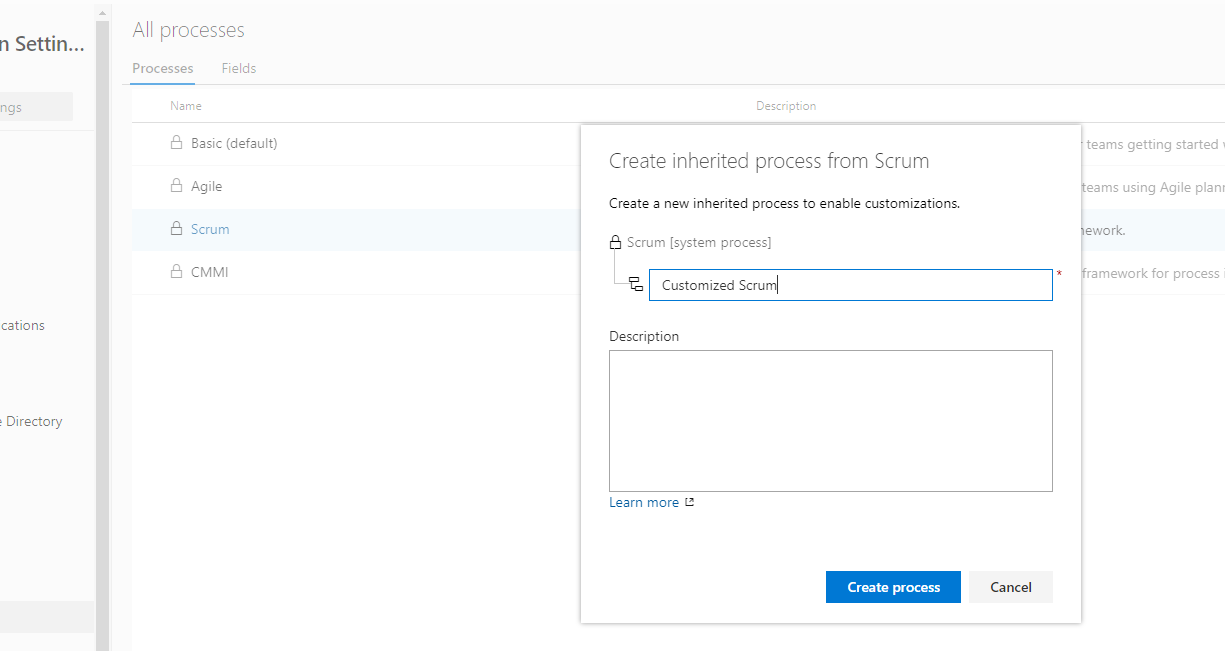 n Settin...
ngs
cations
e Directory
All processes
Processes Fields
Name Description
Basic (default) r teams getting started
Agile teams using Agile plan
Scrum ework.
CMMI framework for process
Create inherited process from Scrum
Create a new inherited process to enable customizations.
Scrum [system process]
Customized Scrum *
Description
Learn more
Create process Cancel